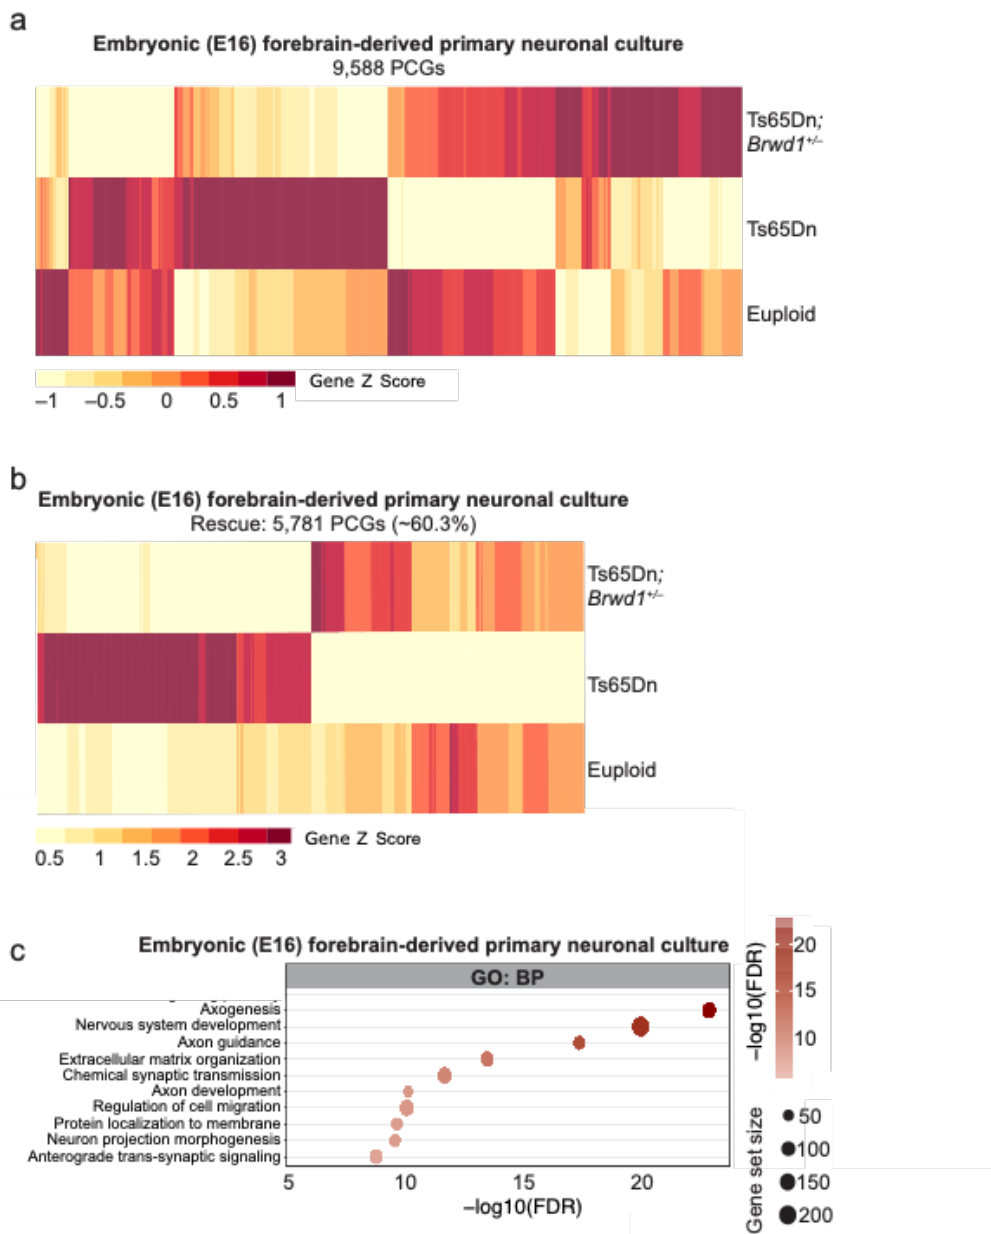 a
Embryonic (E16) forebrain-derived primary neuronal culture
9,588 PCGs
Ts65Dn;
Brwd1+/–
Ts65Dn
Euploid
Gene Z Score
–1 –0.5 0 0.5 1
b
Embryonic (E16) forebrain-derived primary neuronal culture
Rescue: 5,781 PCGs (~60.3%)
Ts65Dn;
Brwd1+/–
Ts65Dn
Euploid
Gene Z Score
0.5 1 1.5 2 2.5 3
c
Embryonic (E16) forebrain-derived primary neuronal culture
GO: BP
Axogenesis
Nervous system development
Axon guidance
Extracellular matrix organization
Chemical synaptic transmission
Axon development
Regulation of cell migration
Protein localization to membrane
Neuron projection morphogenesis
Anterograde trans-synaptic signaling
5 10 15 20
–log10(FDR)
–log10(FDR)
20
15
10
Gene set size
50
100
150
200